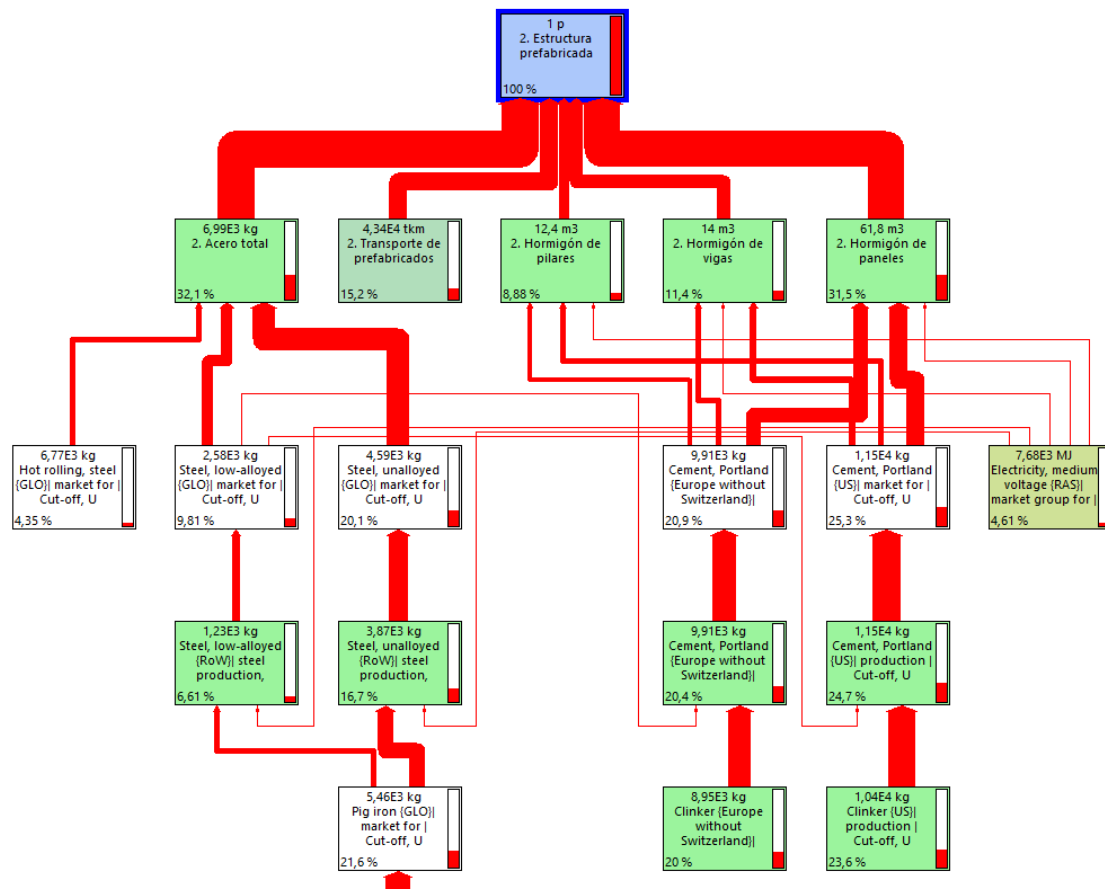 1 p
2. Estructura
prefabricada
100 %
6,99E3 kg
2. Acero total
32,1 %
4,34E4 tkm
2. Transporte de
prefabricados
15,2 %
12,4 m3
2. Hormigón de
pilares
8,88 %
14 m3
2. Hormigón de
vigas
11,4 %
61,8 m3
2. Hormigón de
paneles
31,5 %
6,77E3 kg
Hot rolling, steel
{GLO}| market for |
Cut-off, U
4,35 %
2,58E3 kg
Steel, low-alloyed
{GLO}| market for |
Cut-off, U
9,81 %
4,59E3 kg
Steel, unalloyed
{GLO}| market for |
Cut-off, U
20,1 %
9,91E3 kg
Cement, Portland
{Europe without
Switzerland}|
20,9 %
1,15E4 kg
Cement, Portland
{US}| market for |
Cut-off, U
25,3 %
7,68E3 MJ
Electricity, medium
voltage {RAS}|
market group for |
4,61 %
1,23E3 kg
Steel, low-alloyed
{RoW}| steel
production,
6,61 %
3,87E3 kg
Steel, unalloyed
{RoW}| steel
production,
16,7 %
9,91E3 kg
Cement, Portland
{Europe without
Switzerland}|
20,4 %
1,15E4 kg
Cement, Portland
{US}| production |
Cut-off, U
24,7 %
5,46E3 kg
Pig iron {GLO}|
market for |
Cut-off, U
21,6 %
8,95E3 kg
Clinker {Europe
without
Switzerland}|
20 %
1,04E4 kg
Clinker {US}|
production |
Cut-off, U
23,6 %